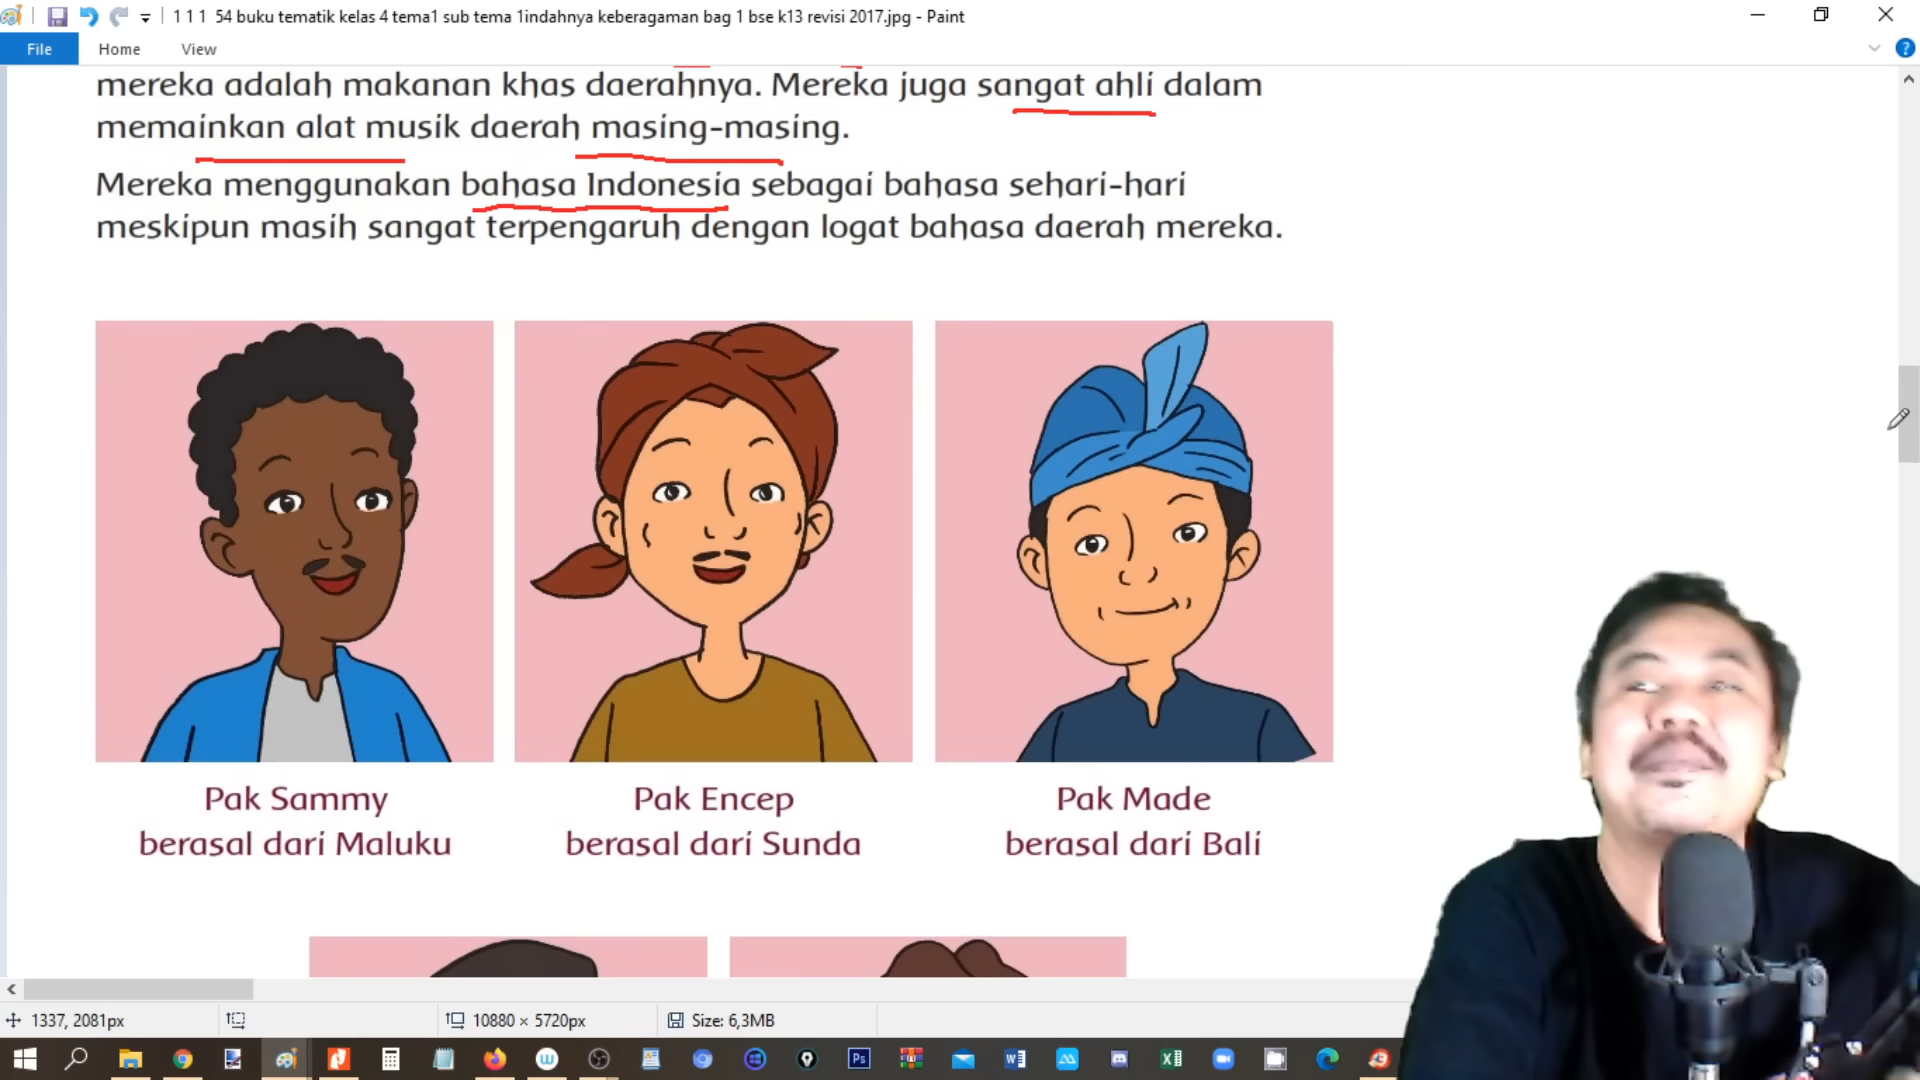 1 1 1  54 buku tematik kelas 4 tema1 sub tema 1indahnya keberagaman bag 1 bse k13 revisi 2017.jpg - Paint
File Home View
mereka adalah makanan khas daerahnya. Mereka juga sangat ahli dalam
memainkan alat musik daerah masing-masing.
Mereka menggunakan bahasa Indonesia sebagai bahasa sehari-hari
meskipun masih sangat terpengaruh dengan logat bahasa daerah mereka.
Pak Sammy
berasal dari Maluku
Pak Encep
berasal dari Sunda
Pak Made
berasal dari Bali
1337, 2081px
10880 × 5720px
Size: 6,3MB
Ps